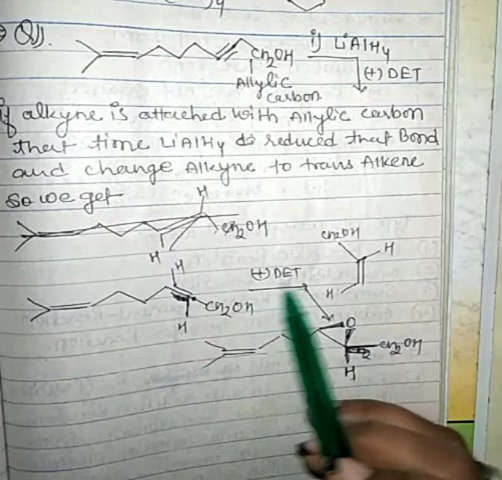 Q).
CH2OH i) LiAlH4
(+) DET
Allylic
carbon
if alkyne is attached with Allylic carbon
that time LiAlH4 is reduced that Bond
and change Alkyne to trans Alkene
So we get
H
CH2OH
H
CH2OH
H
H
H
(+) DET
CH2OH
H
O
CH2OH
H